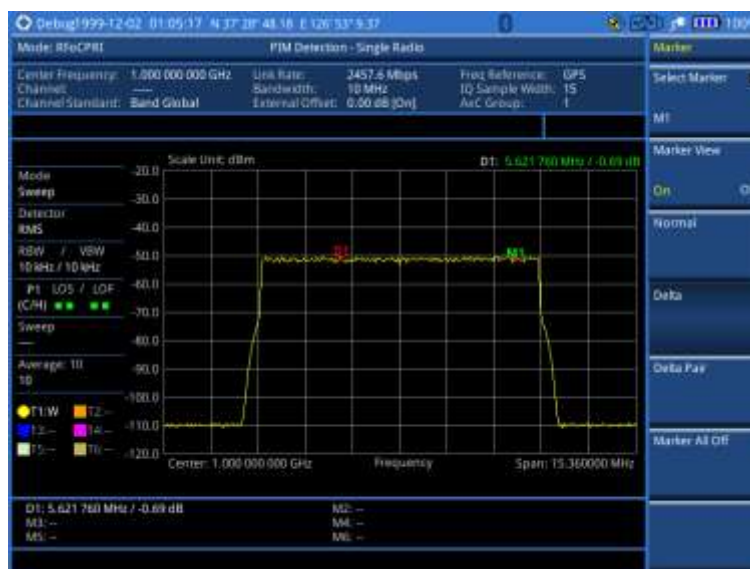 Debug1999-12-02 01:05:17 N 37°28' 48.18 E 126°53' 9.37
100%
Mode: RFoCPRI
PIM Detection - Single Radio
Marker
Center Frequency: 1.000 000 000 GHz
Link Rate: 2457.6 Mbps
Freq Reference: GPS
Channel: ----
Bandwidth: 10 MHz
IQ Sample Width: 15
Channel Standard: Band Global
External Offset: 0.00 dB [On]
AxC Group: 1
Select Marker
M1
Marker View
On
Normal
Delta
Delta Pair
Marker All Off
Scale Unit: dBm
D1: 5.621 760 MHz / -0.69 dB
Mode
Sweep
Detector
RMS
RBW / VBW
10 kHz / 10 kHz
P1 LOS / LOF
(C/H)
Sweep
---
Average: 10
10
T1:W T2:--
T3:-- T4:--
T5:-- T6:--
-20.0
-30.0
-40.0
-50.0
-60.0
-70.0
-80.0
-90.0
-100.0
-110.0
-120.0
D1
M1
Center: 1.000 000 000 GHz
Frequency
Span: 15.360000 MHz
D1: 5.621 760 MHz / -0.69 dB
M2: --
M3: --
M4: --
M5: --
M6: --